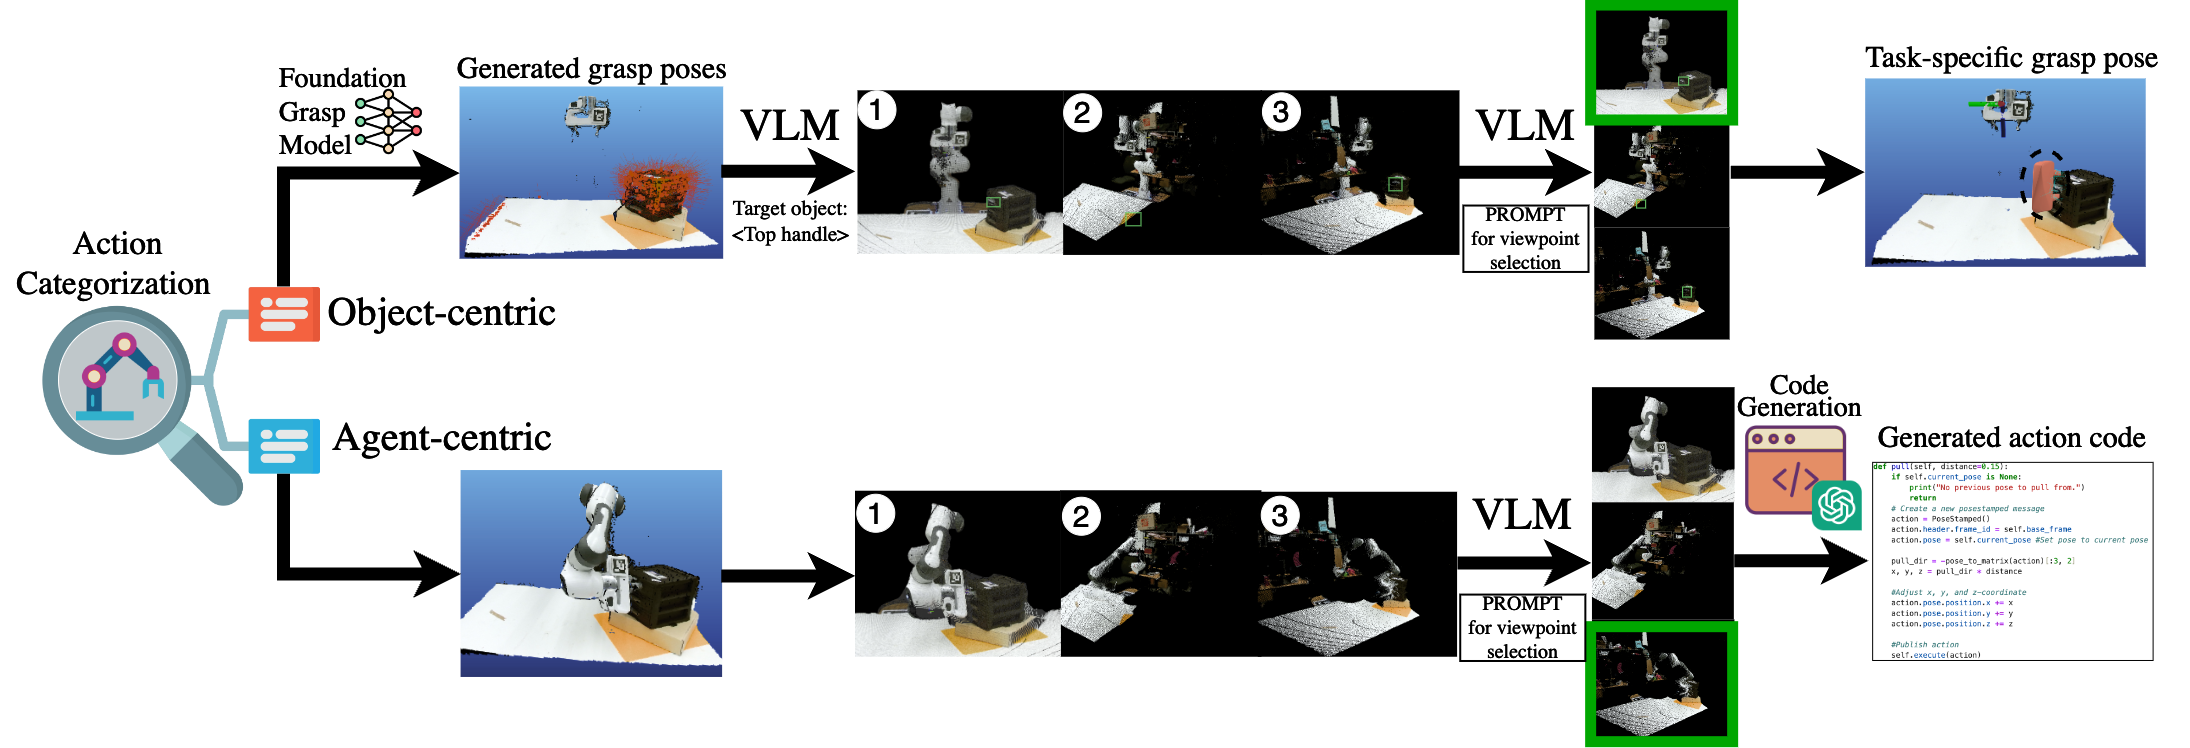 Action
Categorization
Object-centric
Agent-centric
Foundation
Grasp
Model
Generated grasp poses
VLM
Target object:
<Top handle>
1
2
3
VLM
PROMPT
for viewpoint
selection
Task-specific grasp pose
1
2
3
VLM
PROMPT
for viewpoint
selection
Code
Generation
</>
Generated action code
def pull(self, distance=0.15):
if self.current_pose is None:
print("No previous pose to pull from.")
return
# Create a new posestamped message
action = PoseStamped()
action.header.frame_id = self.base_frame
action.pose = self.current_pose #Set pose to current pose
pull_dir = -pose_to_matrix(action)[:3, 2]
x, y, z = pull_dir * distance
#Adjust x, y, and z-coordinate
action.pose.position.x += x
action.pose.position.y += y
action.pose.position.z += z
#Publish action
self.execute(action)